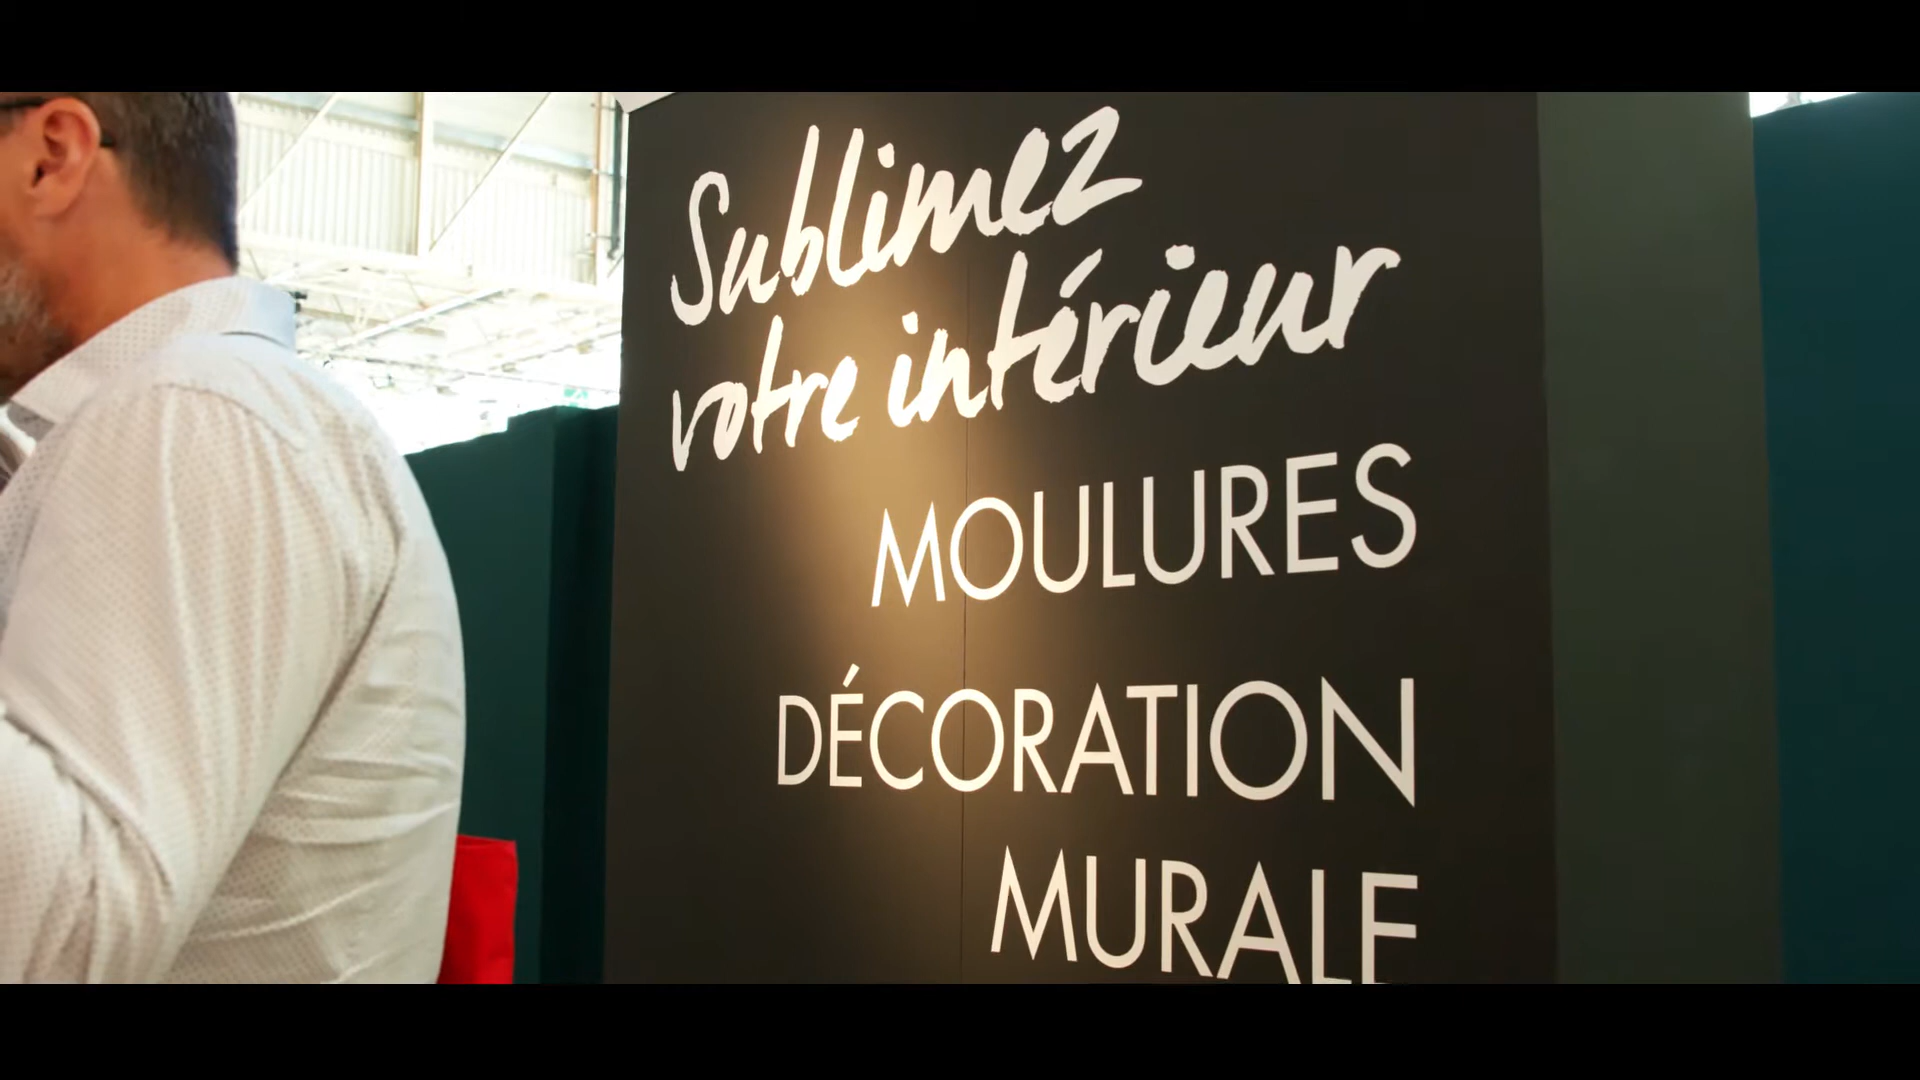 Sublimez
votre intérieur
MOULURES
DÉCORATION
MURALE